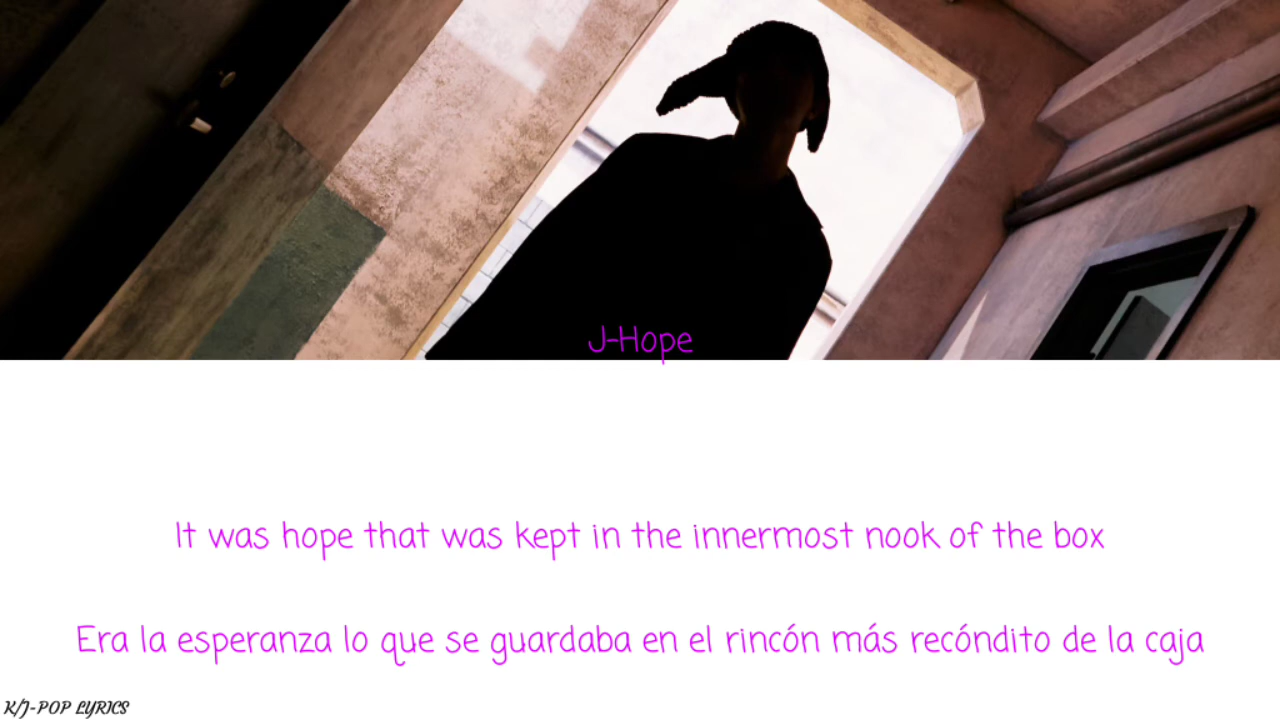 J-Hope
It was hope that was kept in the innermost nook of the box
Era la esperanza lo que se guardaba en el rincón más recóndito de la caja
K/J-POP LYRICS